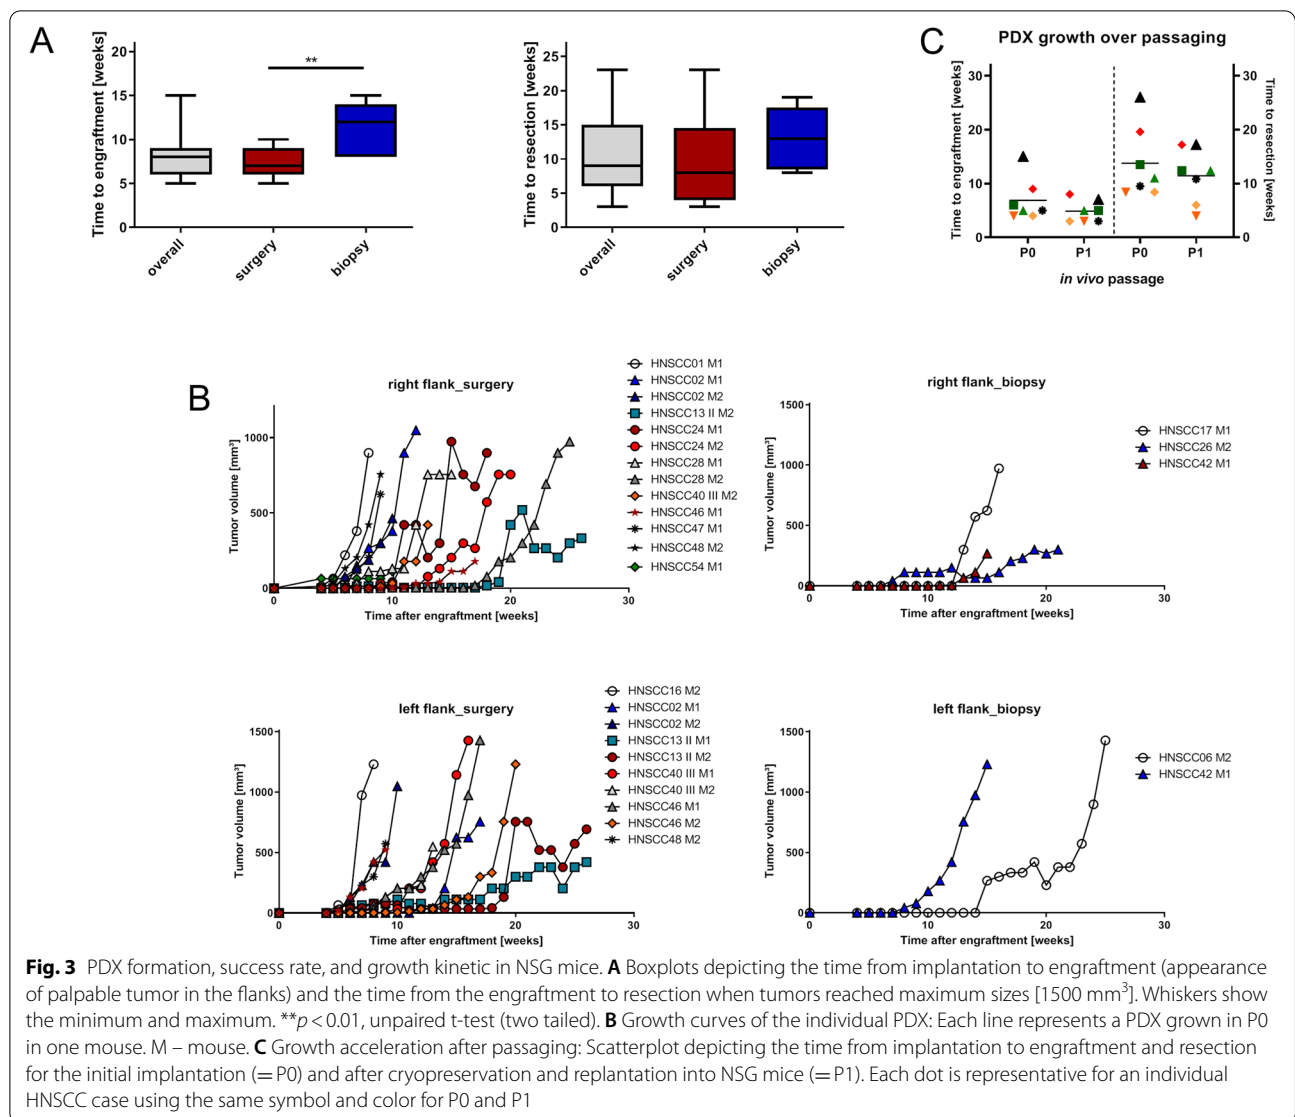 A
Time to engraftment [weeks]
20
15
10
5
0
**
overall
surgery
biopsy
Time to resection [weeks]
25
20
15
10
5
0
overall
surgery
biopsy
C
PDX growth over passaging
Time to engraftment [weeks]
30
20
10
0
30
20
10
0
Time to resection [weeks]
P0
P1
P0
P1
in vivo passage
B
right flank_surgery
Tumor volume [mm³]
1000
500
0
0
10
20
30
Time after engraftment [weeks]
HNSCC01 M1
HNSCC02 M1
HNSCC02 M2
HNSCC13 II M2
HNSCC24 M1
HNSCC24 M2
HNSCC28 M1
HNSCC28 M2
HNSCC40 III M2
HNSCC46 M1
HNSCC47 M1
HNSCC48 M2
HNSCC54 M1
right flank_biopsy
Tumor volume [mm³]
1500
1000
500
0
0
10
20
30
Time after engraftment [weeks]
HNSCC17 M1
HNSCC26 M2
HNSCC42 M1
left flank_surgery
Tumor volume [mm³]
1500
1000
500
0
0
10
20
30
Time after engraftment [weeks]
HNSCC16 M2
HNSCC02 M1
HNSCC02 M2
HNSCC13 II M1
HNSCC13 II M2
HNSCC40 III M1
HNSCC40 III M2
HNSCC46 M1
HNSCC46 M2
HNSCC48 M2
left flank_biopsy
Tumor volume [mm³]
1500
1000
500
0
0
10
20
30
Time after engraftment [weeks]
HNSCC06 M2
HNSCC42 M1
Fig. 3 PDX formation, success rate, and growth kinetic in NSG mice. A Boxplots depicting the time from implantation to engraftment (appearance
of palpable tumor in the flanks) and the time from the engraftment to resection when tumors reached maximum sizes [1500 mm³]. Whiskers show
the minimum and maximum. **p < 0.01, unpaired t-test (two tailed). B Growth curves of the individual PDX: Each line represents a PDX grown in P0
in one mouse. M – mouse. C Growth acceleration after passaging: Scatterplot depicting the time from implantation to engraftment and resection
for the initial implantation (= P0) and after cryopreservation and replantation into NSG mice (= P1). Each dot is representative for an individual
HNSCC case using the same symbol and color for P0 and P1